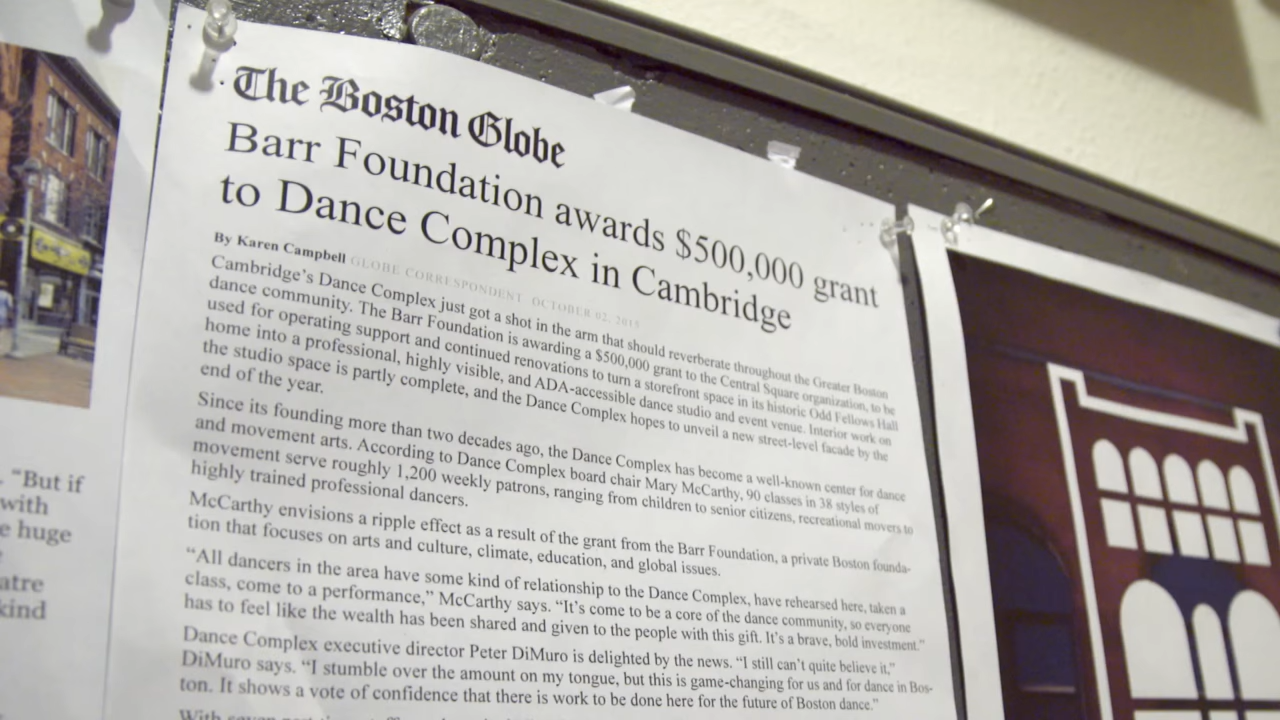 The Boston Globe
Barr Foundation awards $500,000 grant
to Dance Complex in Cambridge
By Karen Campbell GLOBE CORRESPONDENT OCTOBER 02, 2015
Cambridge's Dance Complex just got a shot in the arm that should reverberate throughout the Greater Boston
dance community. The Barr Foundation is awarding a $500,000 grant to the Central Square organization, to be
used for operating support and continued renovations to turn a storefront space in its historic Odd Fellows Hall
home into a professional, highly visible, and ADA-accessible dance studio and event venue. Interior work on
the studio space is partly complete, and the Dance Complex hopes to unveil a new street-level facade by the
end of the year.
Since its founding more than two decades ago, the Dance Complex has become a well-known center for dance
and movement arts. According to Dance Complex board chair Mary McCarthy, 90 classes in 38 styles of
movement serve roughly 1,200 weekly patrons, ranging from children to senior citizens, recreational movers to
highly trained professional dancers.
McCarthy envisions a ripple effect as a result of the grant from the Barr Foundation, a private Boston founda-
tion that focuses on arts and culture, climate, education, and global issues.
“All dancers in the area have some kind of relationship to the Dance Complex, have rehearsed here, taken a
class, come to a performance,” McCarthy says. “It's come to be a core of the dance community, so everyone
has to feel like the wealth has been shared and given to the people with this gift. It's a brave, bold investment.”
Dance Complex executive director Peter DiMuro is delighted by the news. “I still can't quite believe it,”
DiMuro says. “I stumble over the amount on my tongue, but this is game-changing for us and for dance in Bos-
ton. It shows a vote of confidence that there is work to be done here for the future of Boston dance.”
. “But if
with
e huge
atre
kind